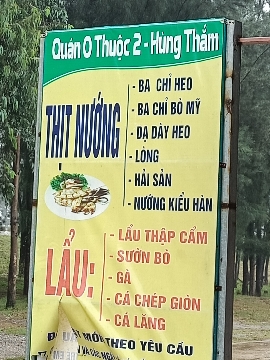 Quán O Thuộc 2 - Hùng Thắm
THỊT NƯỚNG
- BA CHỈ HEO
- BA CHỈ BÒ MỸ
- DẠ DÀY HEO
- LÒNG
- HẢI SẢN
- NƯỚNG KIỂU HÀN
LẨU:
- LẨU THẬP CẨM
- SƯỜN BÒ
- GÀ
- CÁ CHÉP GIÒN
- CÁ LĂNG
MÓN THEO YÊU CẦU